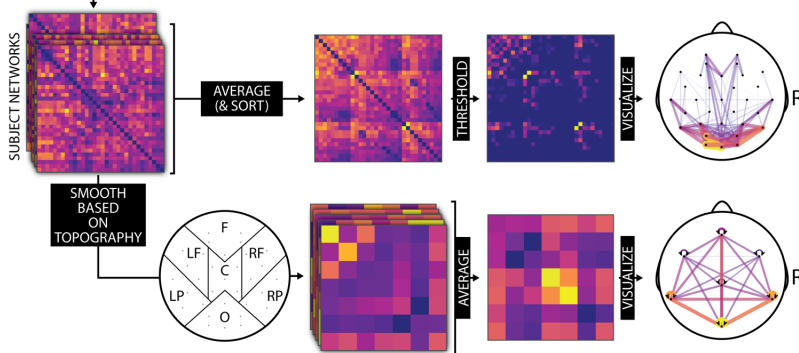 SUBJECT NETWORKS
AVERAGE
(& SORT)
THRESHOLD
VISUALIZE
R
SMOOTH
BASED
ON
TOPOGRAPHY
F
LF
RF
C
LP
RP
O
AVERAGE
VISUALIZE
R